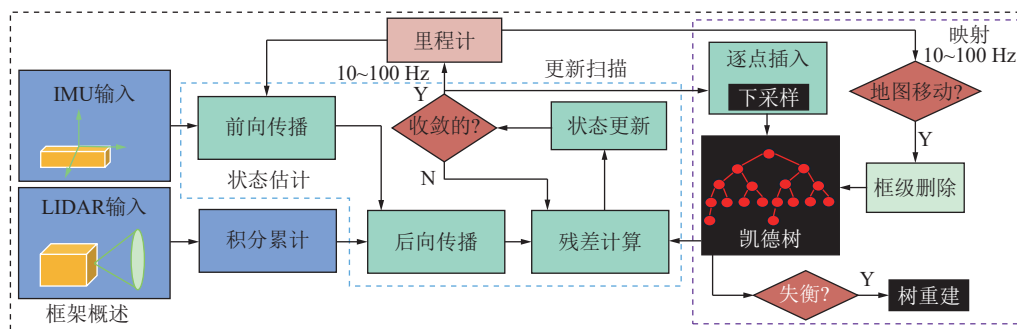 里程计
映射
10~100 Hz
10~100 Hz
更新扫描
逐点插入
下采样
IMU输入
Y
地图移动?
前向传播
收敛的?
状态更新
Y
状态估计
N
框级删除
LIDAR输入
积分累计
后向传播
残差计算
凯德树
框架概述
失衡?
Y
树重建